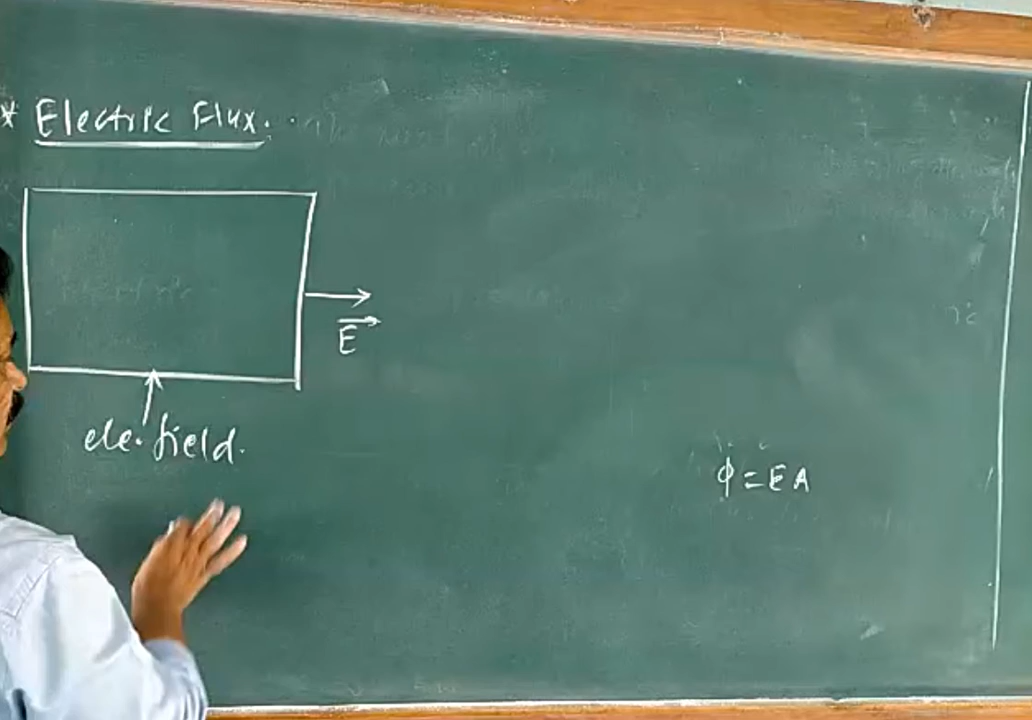 * Electric Flux.
E
ele. field.
ϕ = EA